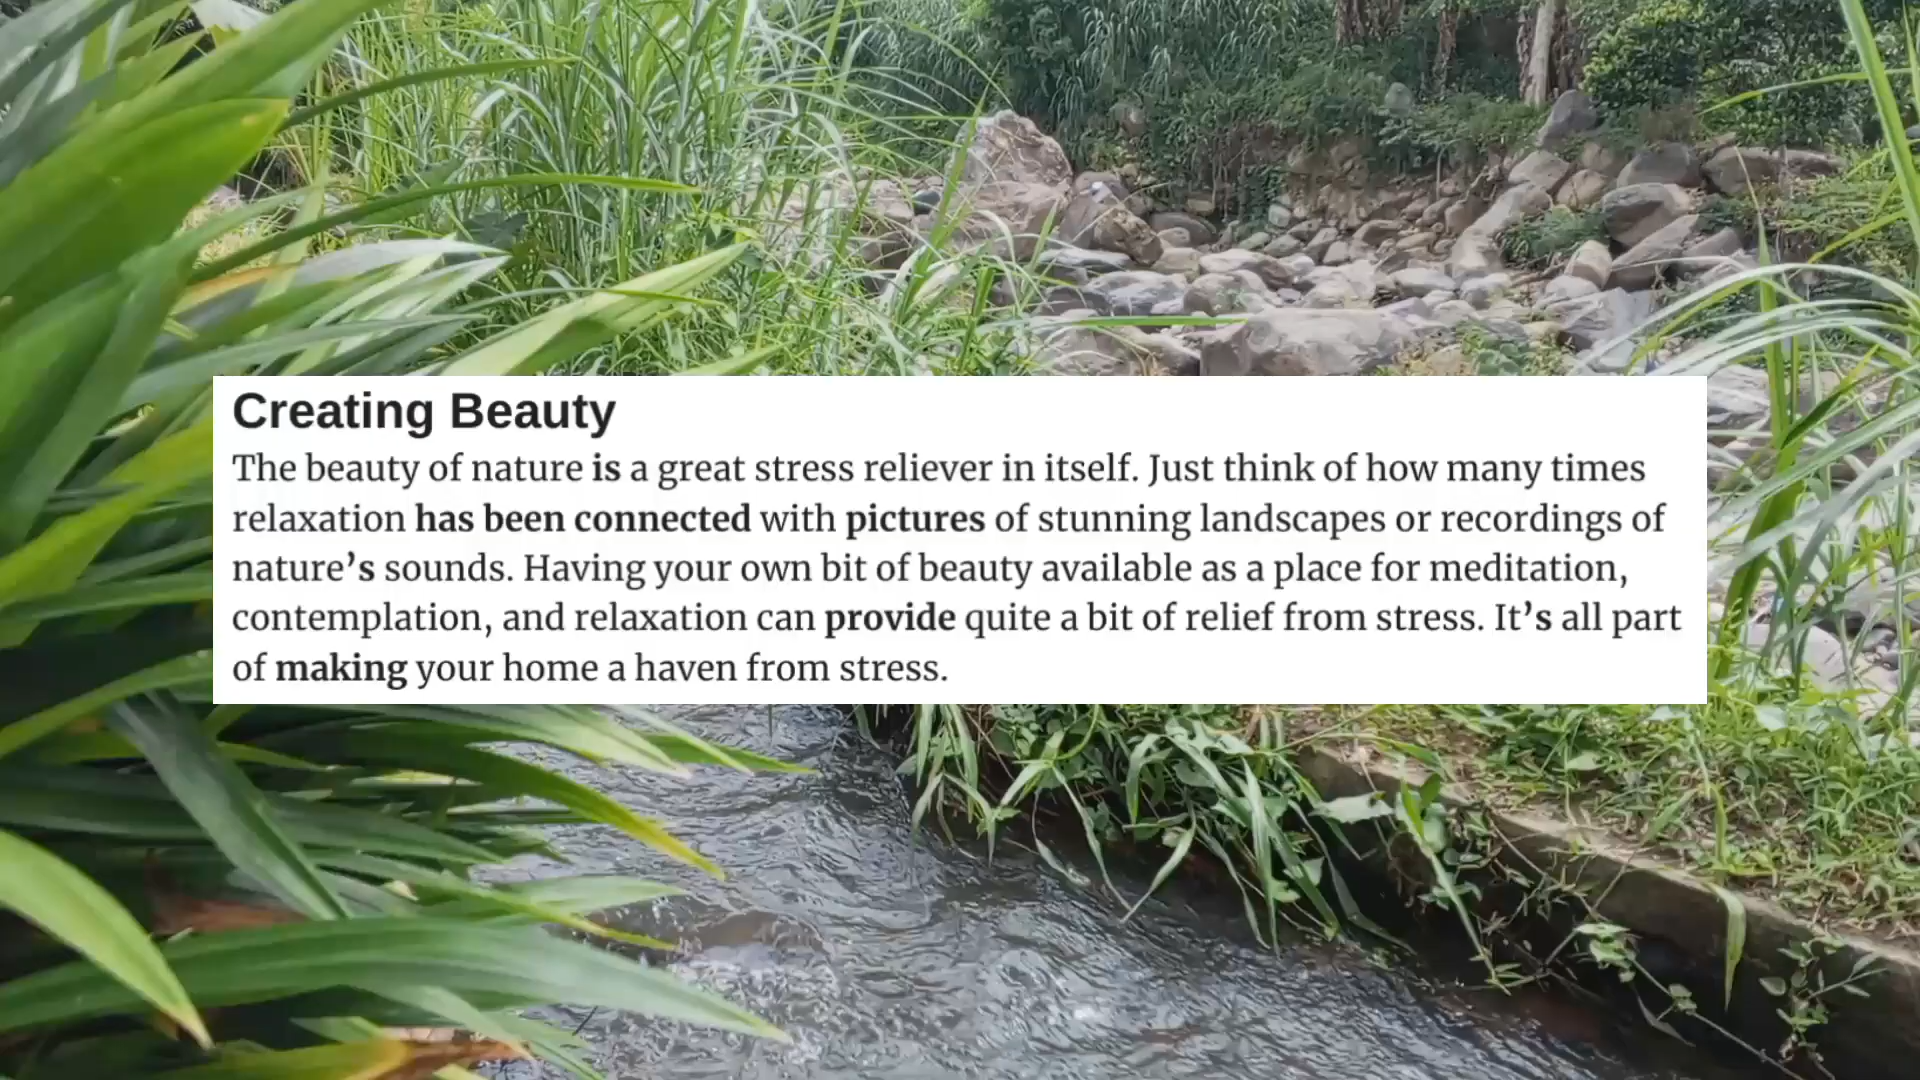 Creating Beauty
The beauty of nature is a great stress reliever in itself. Just think of how many times
relaxation has been connected with pictures of stunning landscapes or recordings of
nature’s sounds. Having your own bit of beauty available as a place for meditation,
contemplation, and relaxation can provide quite a bit of relief from stress. It’s all part
of making your home a haven from stress.